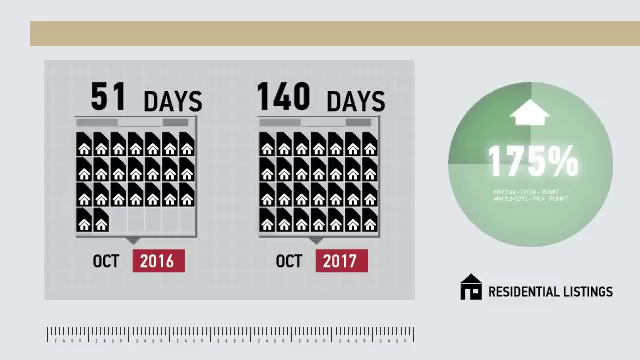 51 DAYS
140 DAYS
OCT 2016
OCT 2017
175%
RESIDENTIAL LISTINGS